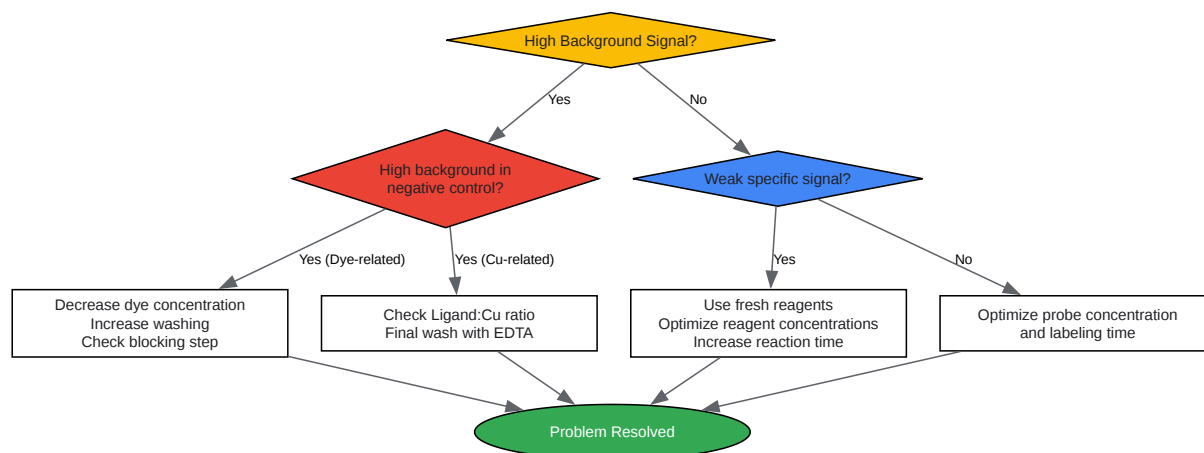 High Background Signal?
Yes
No
High background in
negative control?
Weak specific signal?
Yes (Dye-related)
Yes (Cu-related)
Yes
No
Decrease dye concentration
Increase washing
Check blocking step
Check Ligand:Cu ratio
Final wash with EDTA
Use fresh reagents
Optimize reagent concentrations
Increase reaction time
Optimize probe concentration
and labeling time
Problem Resolved